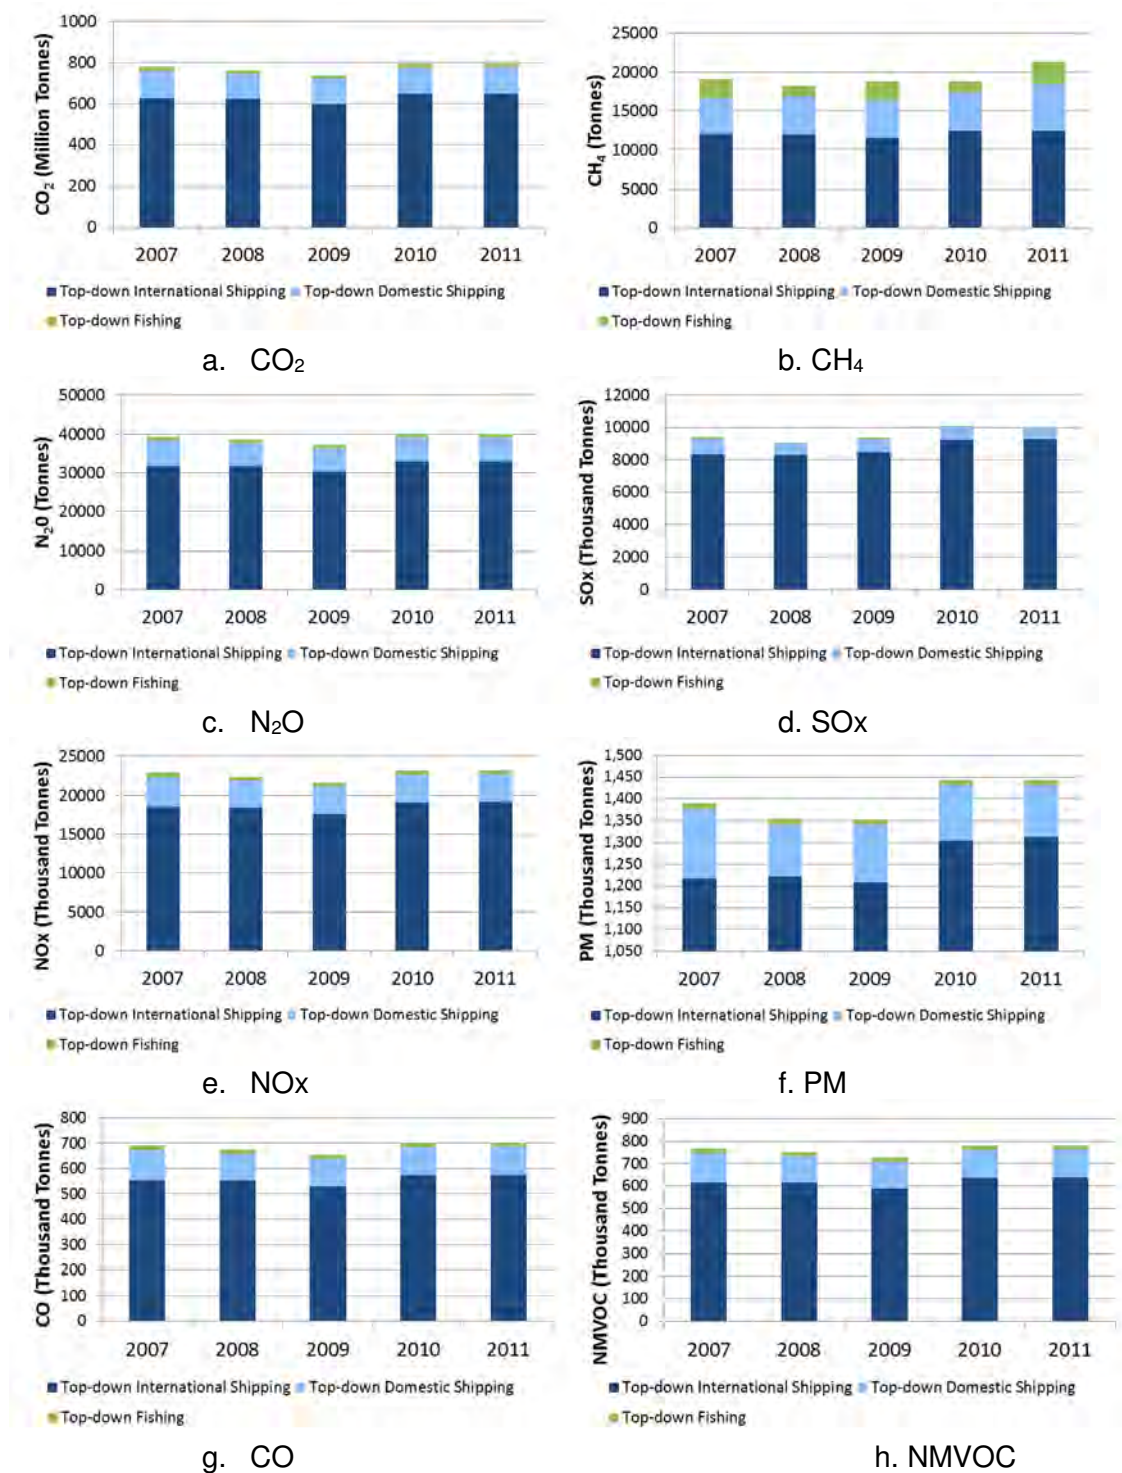 1000
800
600
400
200
0
CO₂ (Million Tonnes)
2007 2008 2009 2010 2011
Top-down International Shipping Top-down Domestic Shipping
Top-down Fishing
a. CO₂
25000
20000
15000
10000
5000
0
CH₄ (Tonnes)
2007 2008 2009 2010 2011
Top-down International Shipping Top-down Domestic Shipping
Top-down Fishing
b. CH₄
50000
40000
30000
20000
10000
0
N₂0 (Tonnes)
2007 2008 2009 2010 2011
Top-down International Shipping Top-down Domestic Shipping
Top-down Fishing
c. N₂O
12000
10000
8000
6000
4000
2000
0
SOx (Thousand Tonnes)
2007 2008 2009 2010 2011
Top-down International Shipping Top-down Domestic Shipping
Top-down Fishing
d. SOx
25000
20000
15000
10000
5000
0
NOx (Thousand Tonnes)
2007 2008 2009 2010 2011
Top-down International Shipping Top-down Domestic Shipping
Top-down Fishing
e. NOx
1,500
1,450
1,400
1,350
1,300
1,250
1,200
1,150
1,100
1,050
PM (Thousand Tonnes)
2007 2008 2009 2010 2011
Top-down International Shipping Top-down Domestic Shipping
Top-down Fishing
f. PM
800
700
600
500
400
300
200
100
0
CO (Thousand Tonnes)
2007 2008 2009 2010 2011
Top-down International Shipping Top-down Domestic Shipping
Top-down Fishing
g. CO
900
800
700
600
500
400
300
200
100
0
NMVOC (Thousand Tonnes)
2007 2008 2009 2010 2011
Top-down International Shipping Top-down Domestic Shipping
Top-down Fishing
h. NMVOC